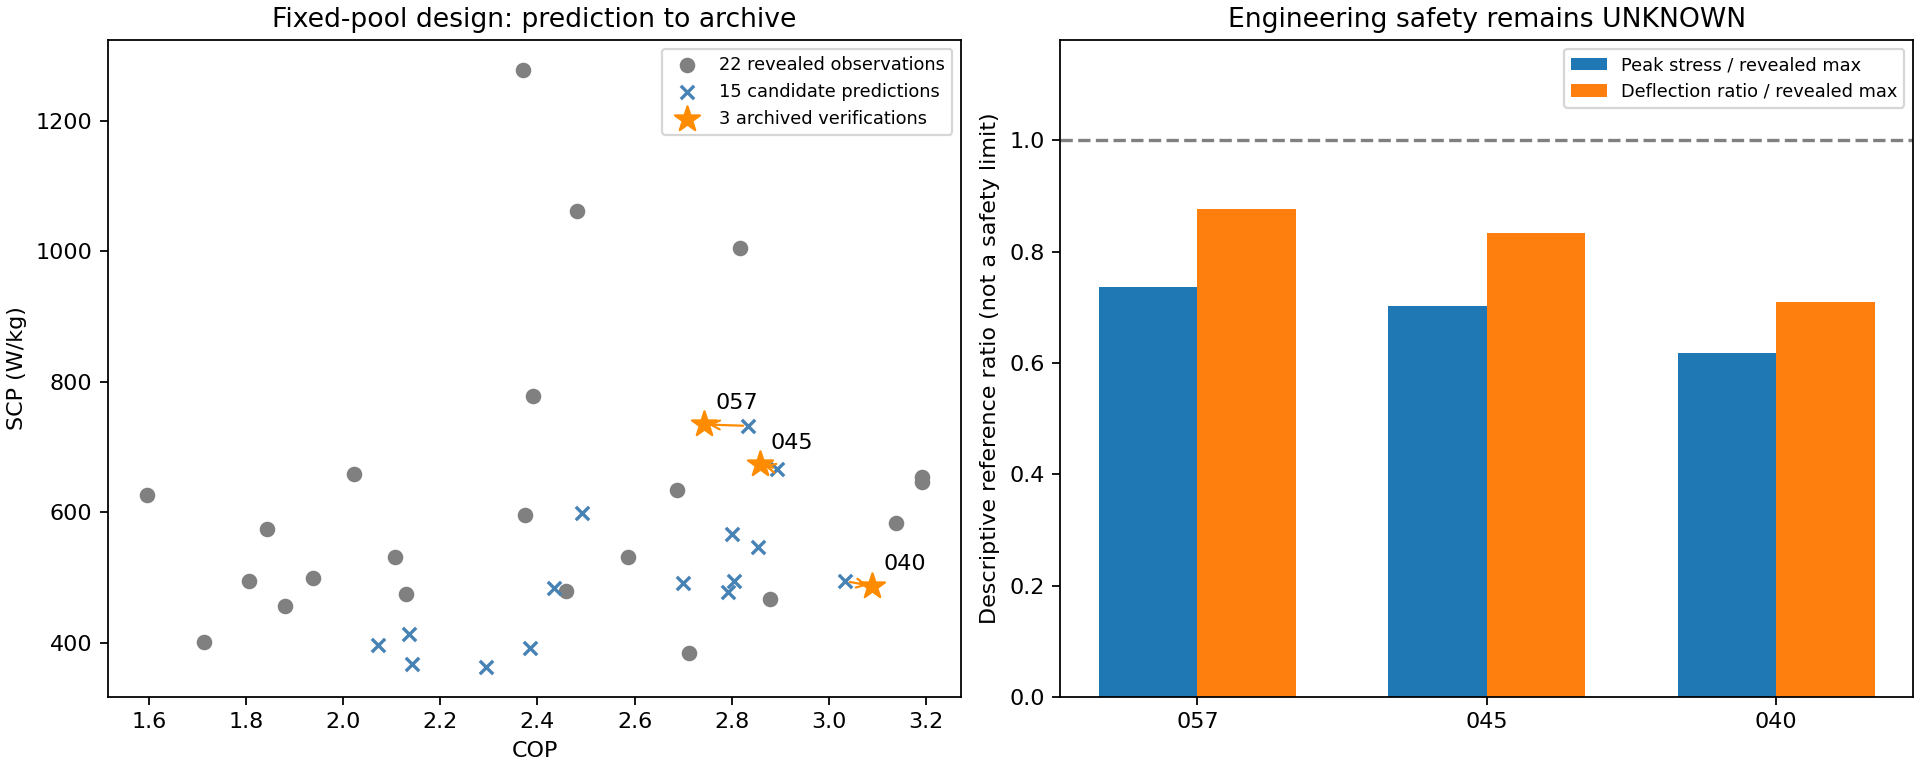 Fixed-pool design: prediction to archive
SCP (W/kg)
1200
1000
800
600
400
22 revealed observations
15 candidate predictions
3 archived verifications
057
045
040
1.6 1.8 2.0 2.2 2.4 2.6 2.8 3.0 3.2
COP
Engineering safety remains UNKNOWN
Descriptive reference ratio (not a safety limit)
1.0
0.8
0.6
0.4
0.2
0.0
Peak stress / revealed max
Deflection ratio / revealed max
057 045 040